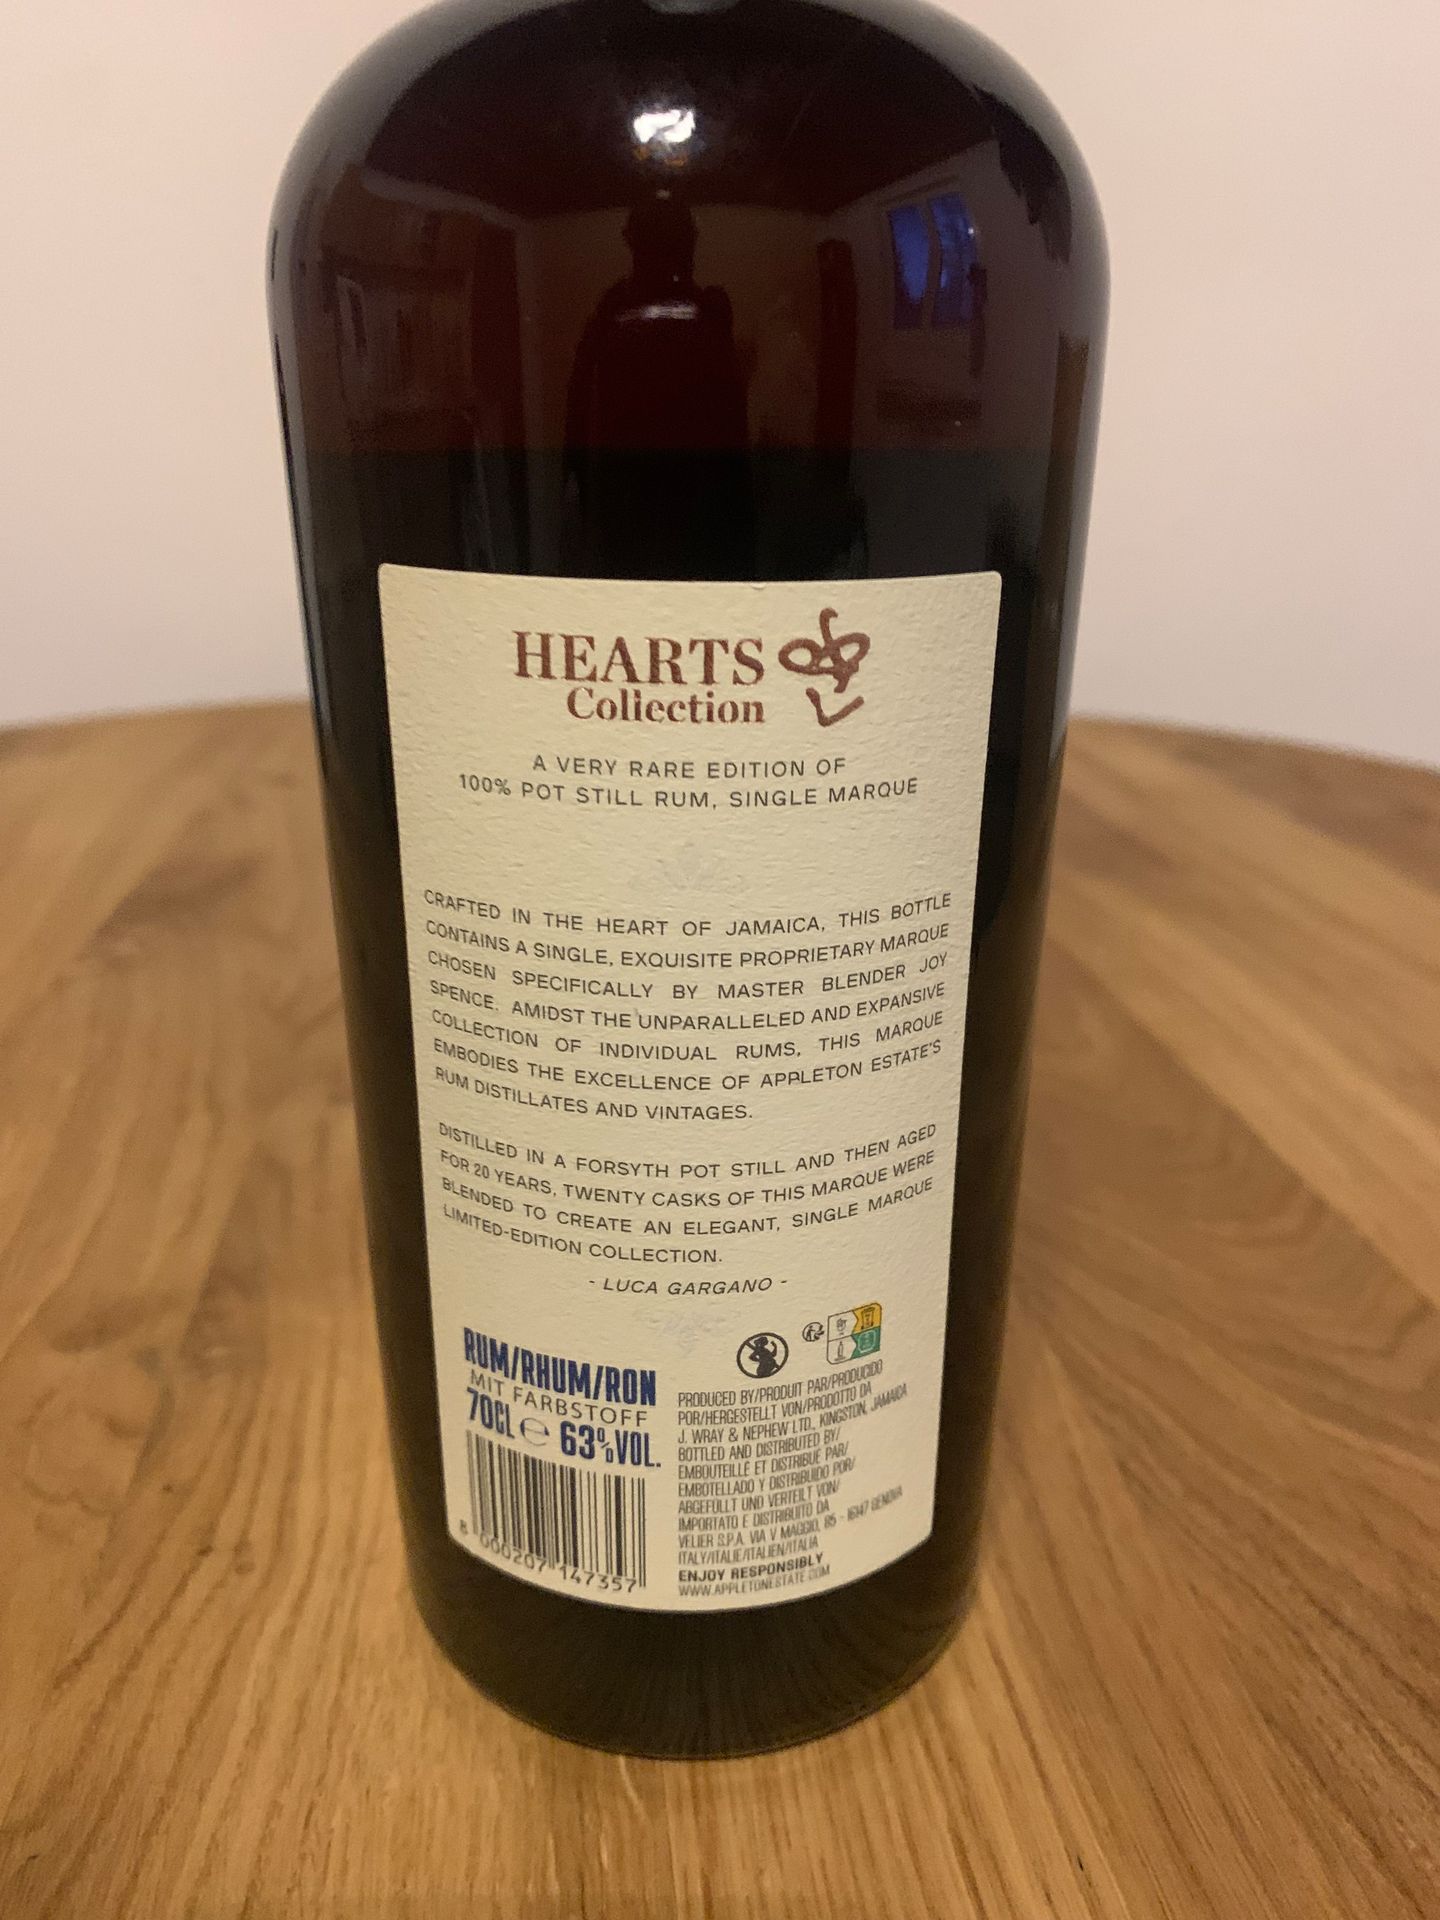 HEARTS
Collection
A VERY RARE EDITION OF
100% POT STILL RUM, SINGLE MARQUE
CRAFTED IN THE HEART OF JAMAICA, THIS BOTTLE
CONTAINS A SINGLE, EXQUISITE PROPRIETARY MARQUE
CHOSEN SPECIFICALLY BY MASTER BLENDER JOY
SPENCE. AMIDST THE UNPARALLELED AND EXPANSIVE
COLLECTION OF INDIVIDUAL RUMS, THIS MARQUE
EMBODIES THE EXCELLENCE OF APPLETON ESTATE'S
RUM DISTILLATES AND VINTAGES.
DISTILLED IN A FORSYTH POT STILL AND THEN AGED
FOR 20 YEARS, TWENTY CASKS OF THIS MARQUE WERE
BLENDED TO CREATE AN ELEGANT, SINGLE MARQUE
LIMITED-EDITION COLLECTION.
- LUCA GARGANO -
RUM/RHUM/RON
MIT FARBSTOFF
70CL e 63%VOL.
8 000207 147357
PRODUCED BY/PRODUIT PAR/PRODUCIDO
POR/HERGESTELLT VON/PRODOTTO DA
J. WRAY & NEPHEW LTD., KINGSTON, JAMAICA
BOTTLED AND DISTRIBUTED BY/
EMBOUTEILLÉ ET DISTRIBUÉ PAR/
EMBOTELLADO Y DISTRIBUIDO POR/
ABGEFÜLLT UND VERTEILT VON/
IMPORTATO E DISTRIBUITO DA
VELIER S.P.A. VIA V MAGGIO, 85 - 16147 GENOVA
ITALY/ITALIE/ITALIEN/ITALIA
ENJOY RESPONSIBLY
WWW.APPLETONESTATE.COM